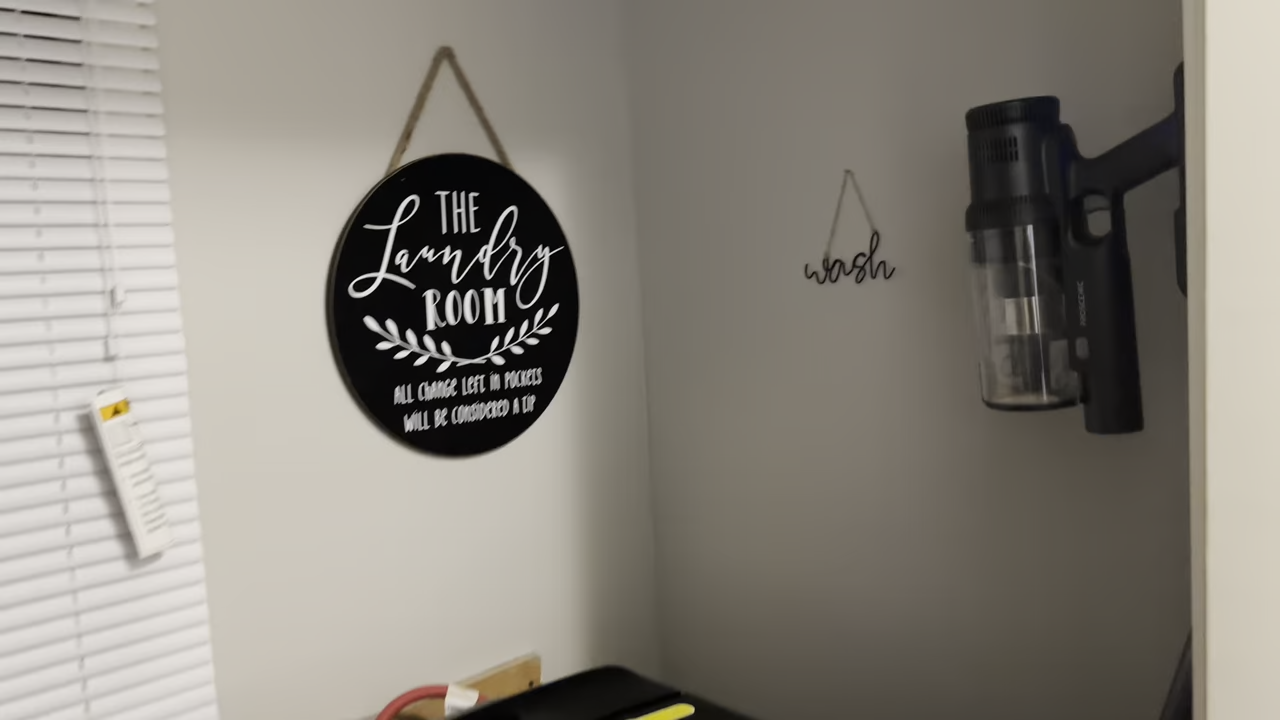 THE
Laundry
ROOM
ALL CHANGE LEFT in POCKETS
WILL BE CONSIDERED A TIP
wash